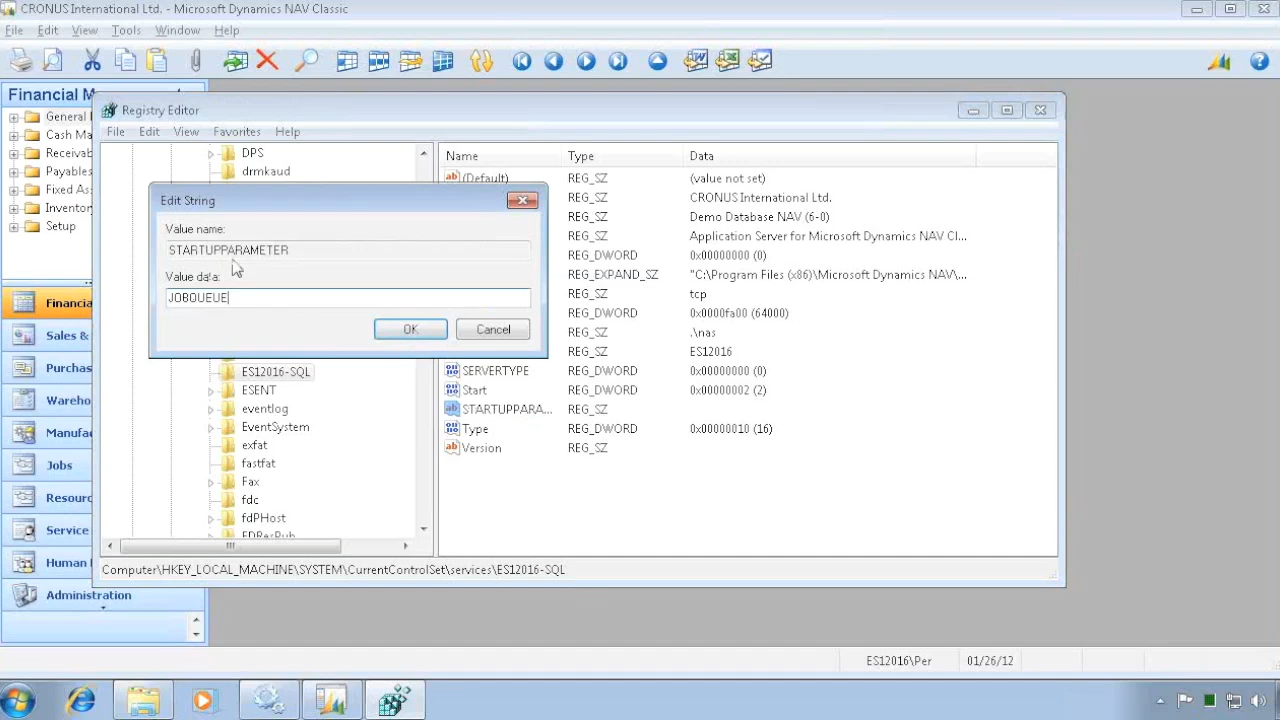 CRONUS International Ltd. - Microsoft Dynamics NAV Classic
File Edit View Tools Window Help
Financial M
General
Cash Ma
Receivab
Payables
Fixed Ass
Inventory
Setup
Financia
Sales &
Purchas
Wareho
Manufac
Jobs
Resourc
Service
Human
Administration
Registry Editor
File Edit View Favorites Help
DPS
drmkaud
ES12016-SQL
ESENT
eventlog
EventSystem
exfat
fastfat
Fax
fdc
fdPHost
FDResPub
Name Type Data
(Default) REG_SZ (value not set)
REG_SZ CRONUS International Ltd.
REG_SZ Demo Database NAV (6-0)
REG_SZ Application Server for Microsoft Dynamics NAV Cl...
REG_DWORD 0x00000000 (0)
REG_EXPAND_SZ "C:\Program Files (x86)\Microsoft Dynamics NAV\...
REG_SZ tcp
REG_DWORD 0x0000fa00 (64000)
REG_SZ .\nas
REG_SZ ES12016
SERVERTYPE REG_DWORD 0x00000000 (0)
Start REG_DWORD 0x00000002 (2)
STARTUPPARA... REG_SZ
Type REG_DWORD 0x00000010 (16)
Version REG_SZ
Edit String
Value name:
STARTUPPARAMETER
Value data:
JOBQUEUE
OK Cancel
Computer\HKEY_LOCAL_MACHINE\SYSTEM\CurrentControlSet\services\ES12016-SQL
ES12016\Per 01/26/12